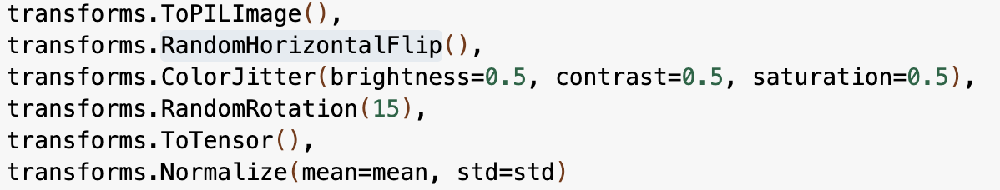 transforms.ToPILImage(),
transforms.RandomHorizontalFlip(),
transforms.ColorJitter(brightness=0.5, contrast=0.5, saturation=0.5),
transforms.RandomRotation(15),
transforms.ToTensor(),
transforms.Normalize(mean=mean, std=std)